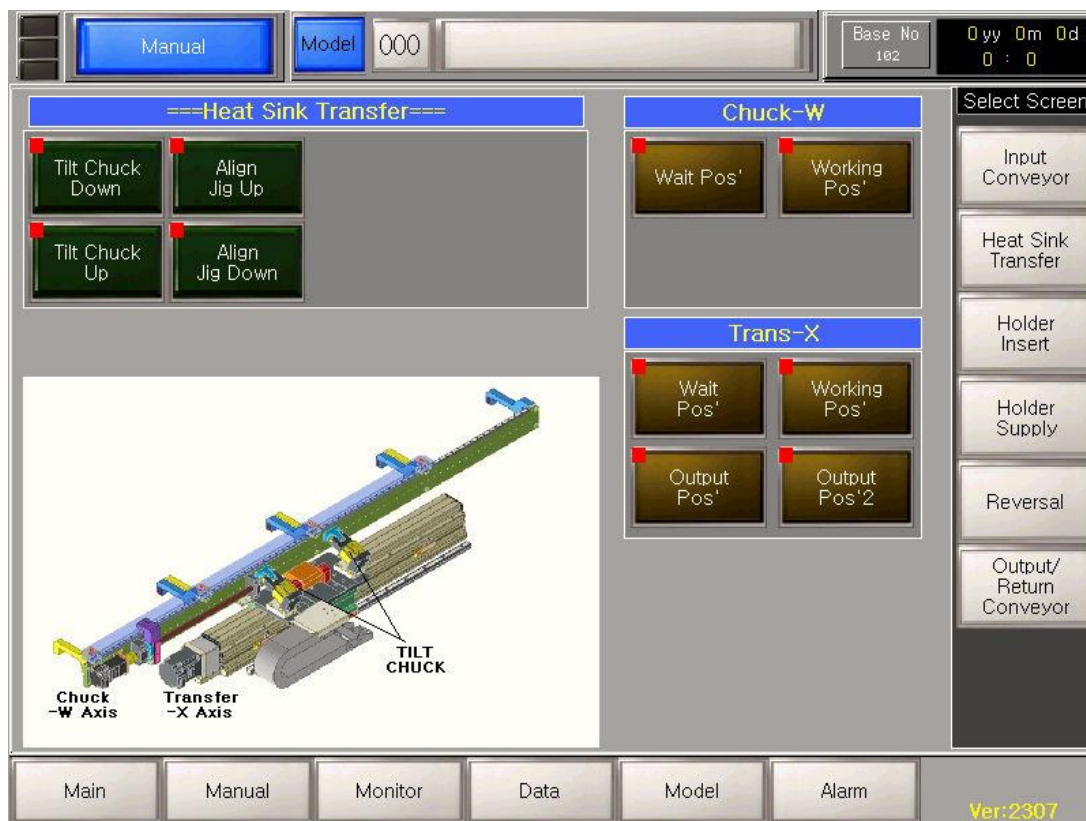 Manual
Model
000
Base No
102
0yy 0m 0d
0 : 0
===Heat Sink Transfer===
Tilt Chuck
Down
Align
Jig Up
Tilt Chuck
Up
Align
Jig Down
Chuck-W
Wait Pos'
Working
Pos'
Trans-X
Wait
Pos'
Working
Pos'
Output
Pos'
Output
Pos'2
TILT
CHUCK
Chuck
-W Axis
Transfer
-X Axis
Select Screen
Input
Conveyor
Heat Sink
Transfer
Holder
Insert
Holder
Supply
Reversal
Output/
Return
Conveyor
Main
Manual
Monitor
Data
Model
Alarm
Ver:2307